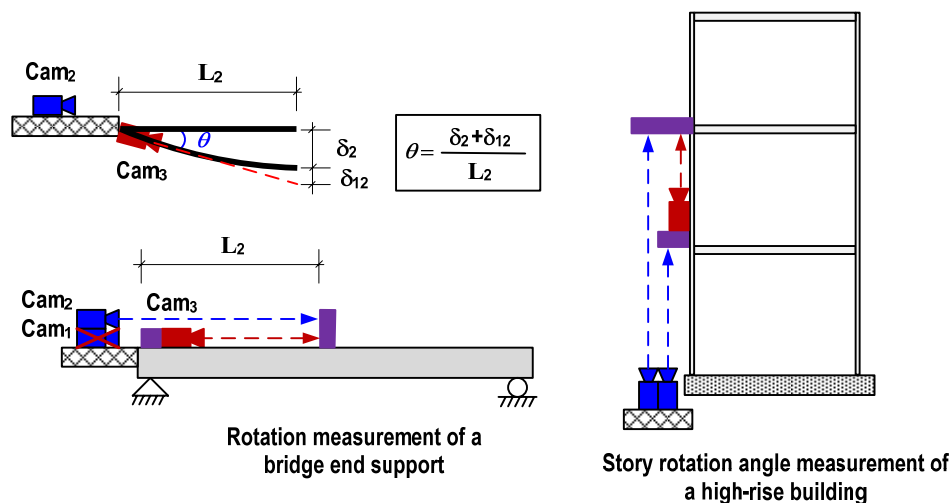 Cam₂
L₂
θ
δ₂
δ₁₂
Cam₃
θ = (δ₂+δ₁₂) / L₂
L₂
Cam₂
Cam₃
Cam₁
Rotation measurement of a
bridge end support
Story rotation angle measurement of
a high-rise building